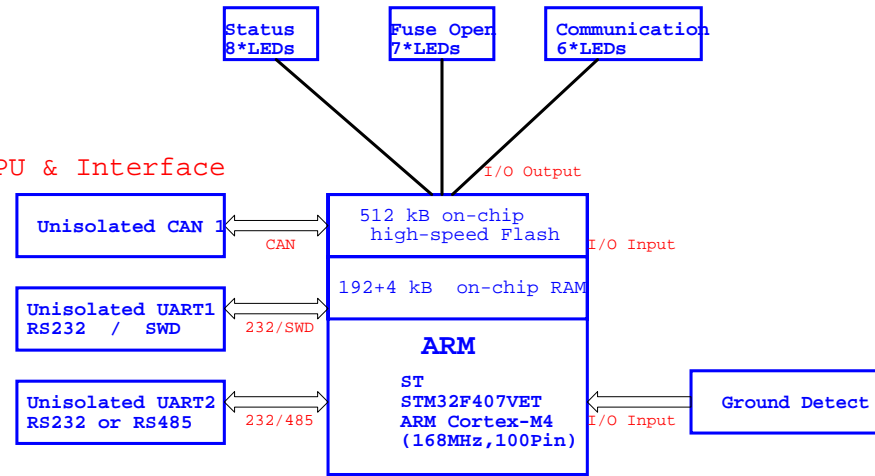 Status
8*LEDs
Fuse Open
7*LEDs
Communication
6*LEDs
PU & Interface
I/O Output
Unisolated CAN 1
CAN
512 kB on-chip
high-speed Flash
I/O Input
192+4 kB on-chip RAM
Unisolated UART1
RS232 / SWD
232/SWD
ARM
ST
STM32F407VET
ARM Cortex-M4
(168MHz,100Pin)
Unisolated UART2
RS232 or RS485
232/485
I/O Input
Ground Detect